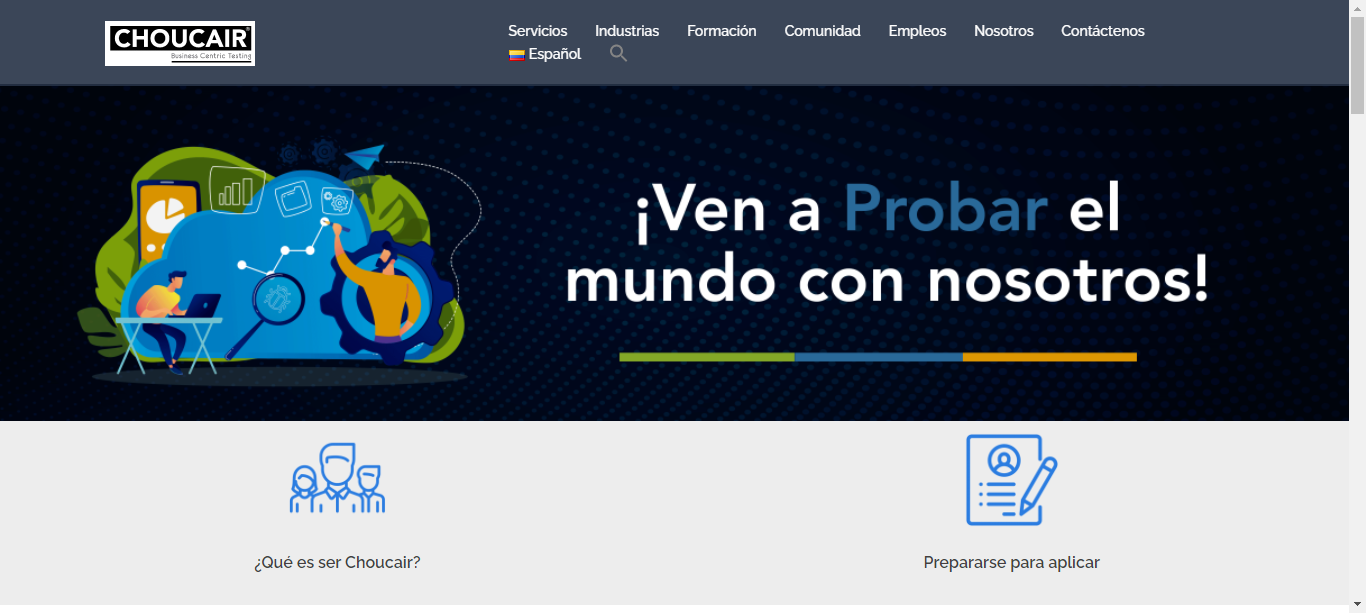 CHOUCAIR
Business Centric Testing
Servicios Industrias Formación Comunidad Empleos Nosotros Contáctenos
Español
¡Ven a Probar el
mundo con nosotros!
¿Qué es ser Choucair?
Prepararse para aplicar